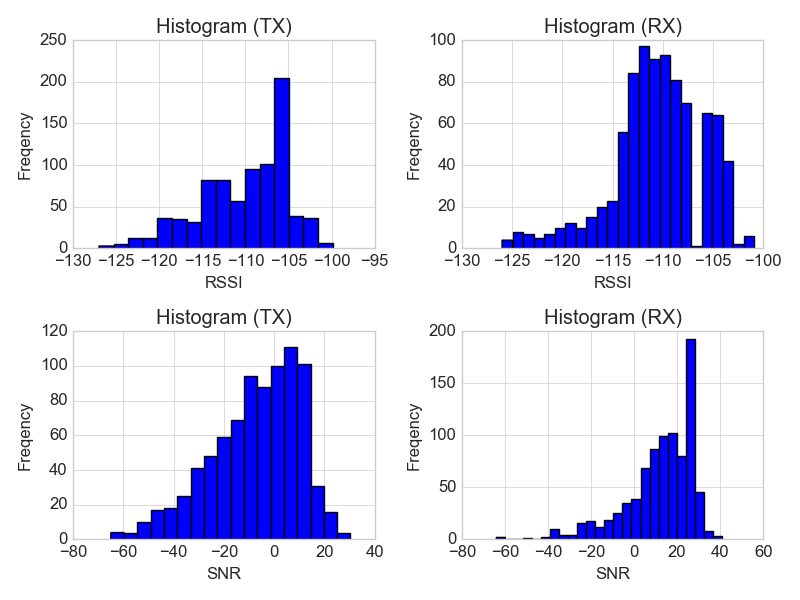 Histogram (TX)
Freqency
250
200
150
100
50
0
−130 −125 −120 −115 −110 −105 −100 −95
RSSI
Histogram (RX)
Freqency
100
80
60
40
20
0
−130 −125 −120 −115 −110 −105 −100
RSSI
Histogram (TX)
Freqency
120
100
80
60
40
20
0
−80 −60 −40 −20 0 20 40
SNR
Histogram (RX)
Freqency
200
150
100
50
0
−80 −60 −40 −20 0 20 40 60
SNR